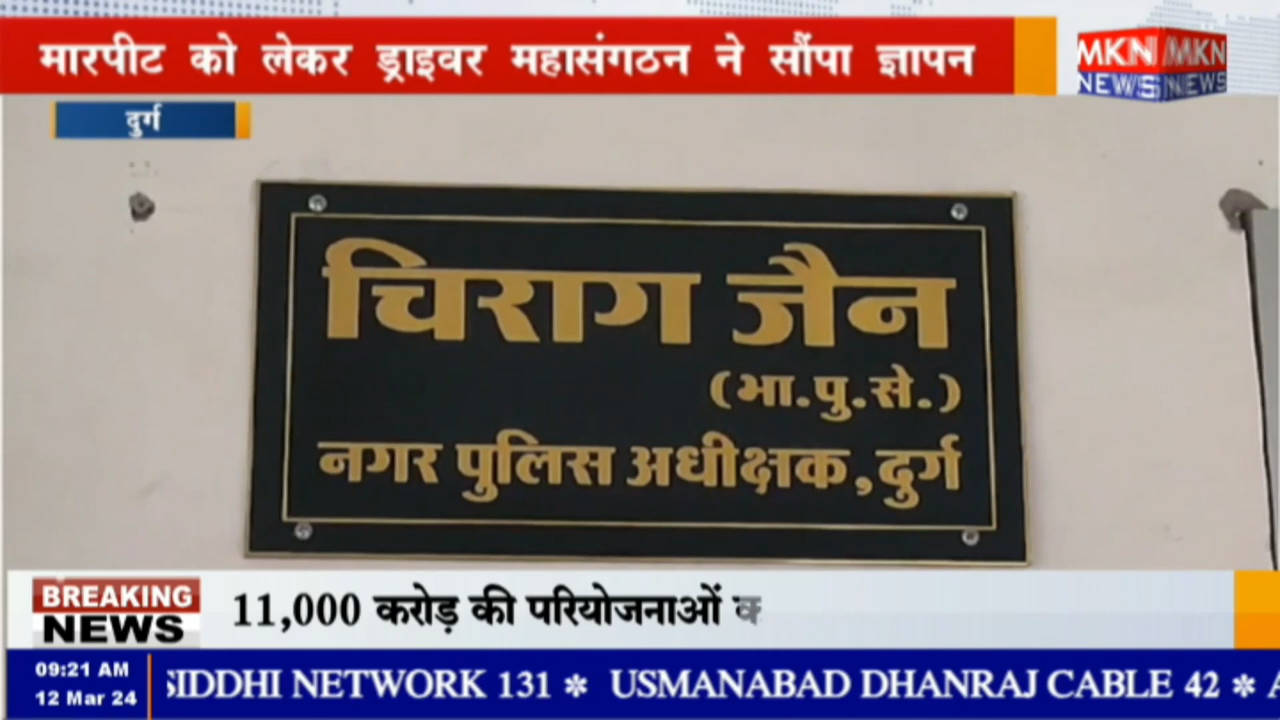 मारपीट को लेकर ड्राइवर महासंगठन ने सौंपा ज्ञापन
MKN MKN
NEWS NEWS
दुर्ग
चिराग जैन
(भा.पु.से.)
नगर पुलिस अधीक्षक, दुर्ग
BREAKING
NEWS
11,000 करोड़ की परियोजनाओं
09:21 AM
12 Mar 24
SIDDHI NETWORK 131 * USMANABAD DHANRAJ CABLE 42 *